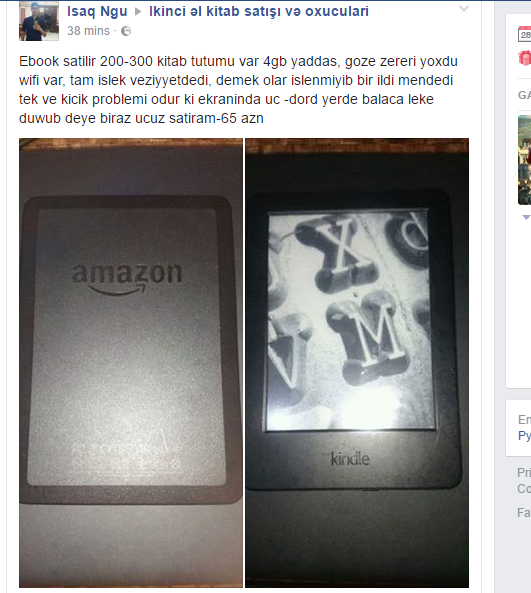 Isaq Ngu ▸ Ikinci əl kitab satışı və oxuculari
38 mins ·
Ebook satilir 200-300 kitab tutumu var 4gb yaddas, goze zereri yoxdu
wifi var, tam islek veziyyetdedi, demek olar islenmiyib bir ildi mendedi
tek ve kicik problemi odur ki ekraninda uc -dord yerde balaca leke
duwub deye biraz ucuz satiram-65 azn
amazon
X
M
kindle
28
GA
En
Ру
Pri
Co
Fa